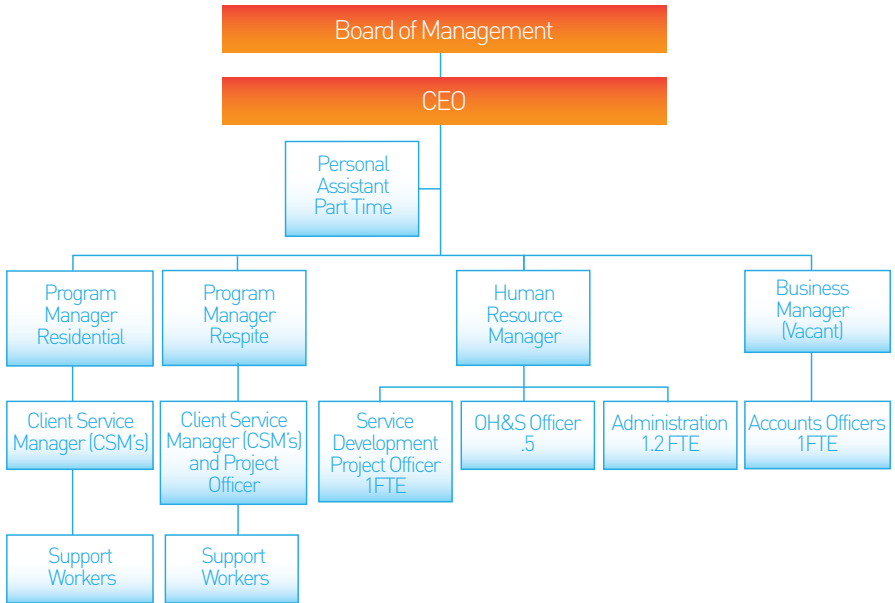 Board of Management
CEO
Personal
Assistant
Part Time
Program
Manager
Residential
Program
Manager
Respite
Human
Resource
Manager
Business
Manager
(Vacant)
Client Service
Manager (CSM's)
Client Service
Manager (CSM's)
and Project
Officer
Service
Development
Project Officer
1FTE
OH&S Officer
.5
Administration
1.2 FTE
Accounts Officers
1FTE
Support
Workers
Support
Workers